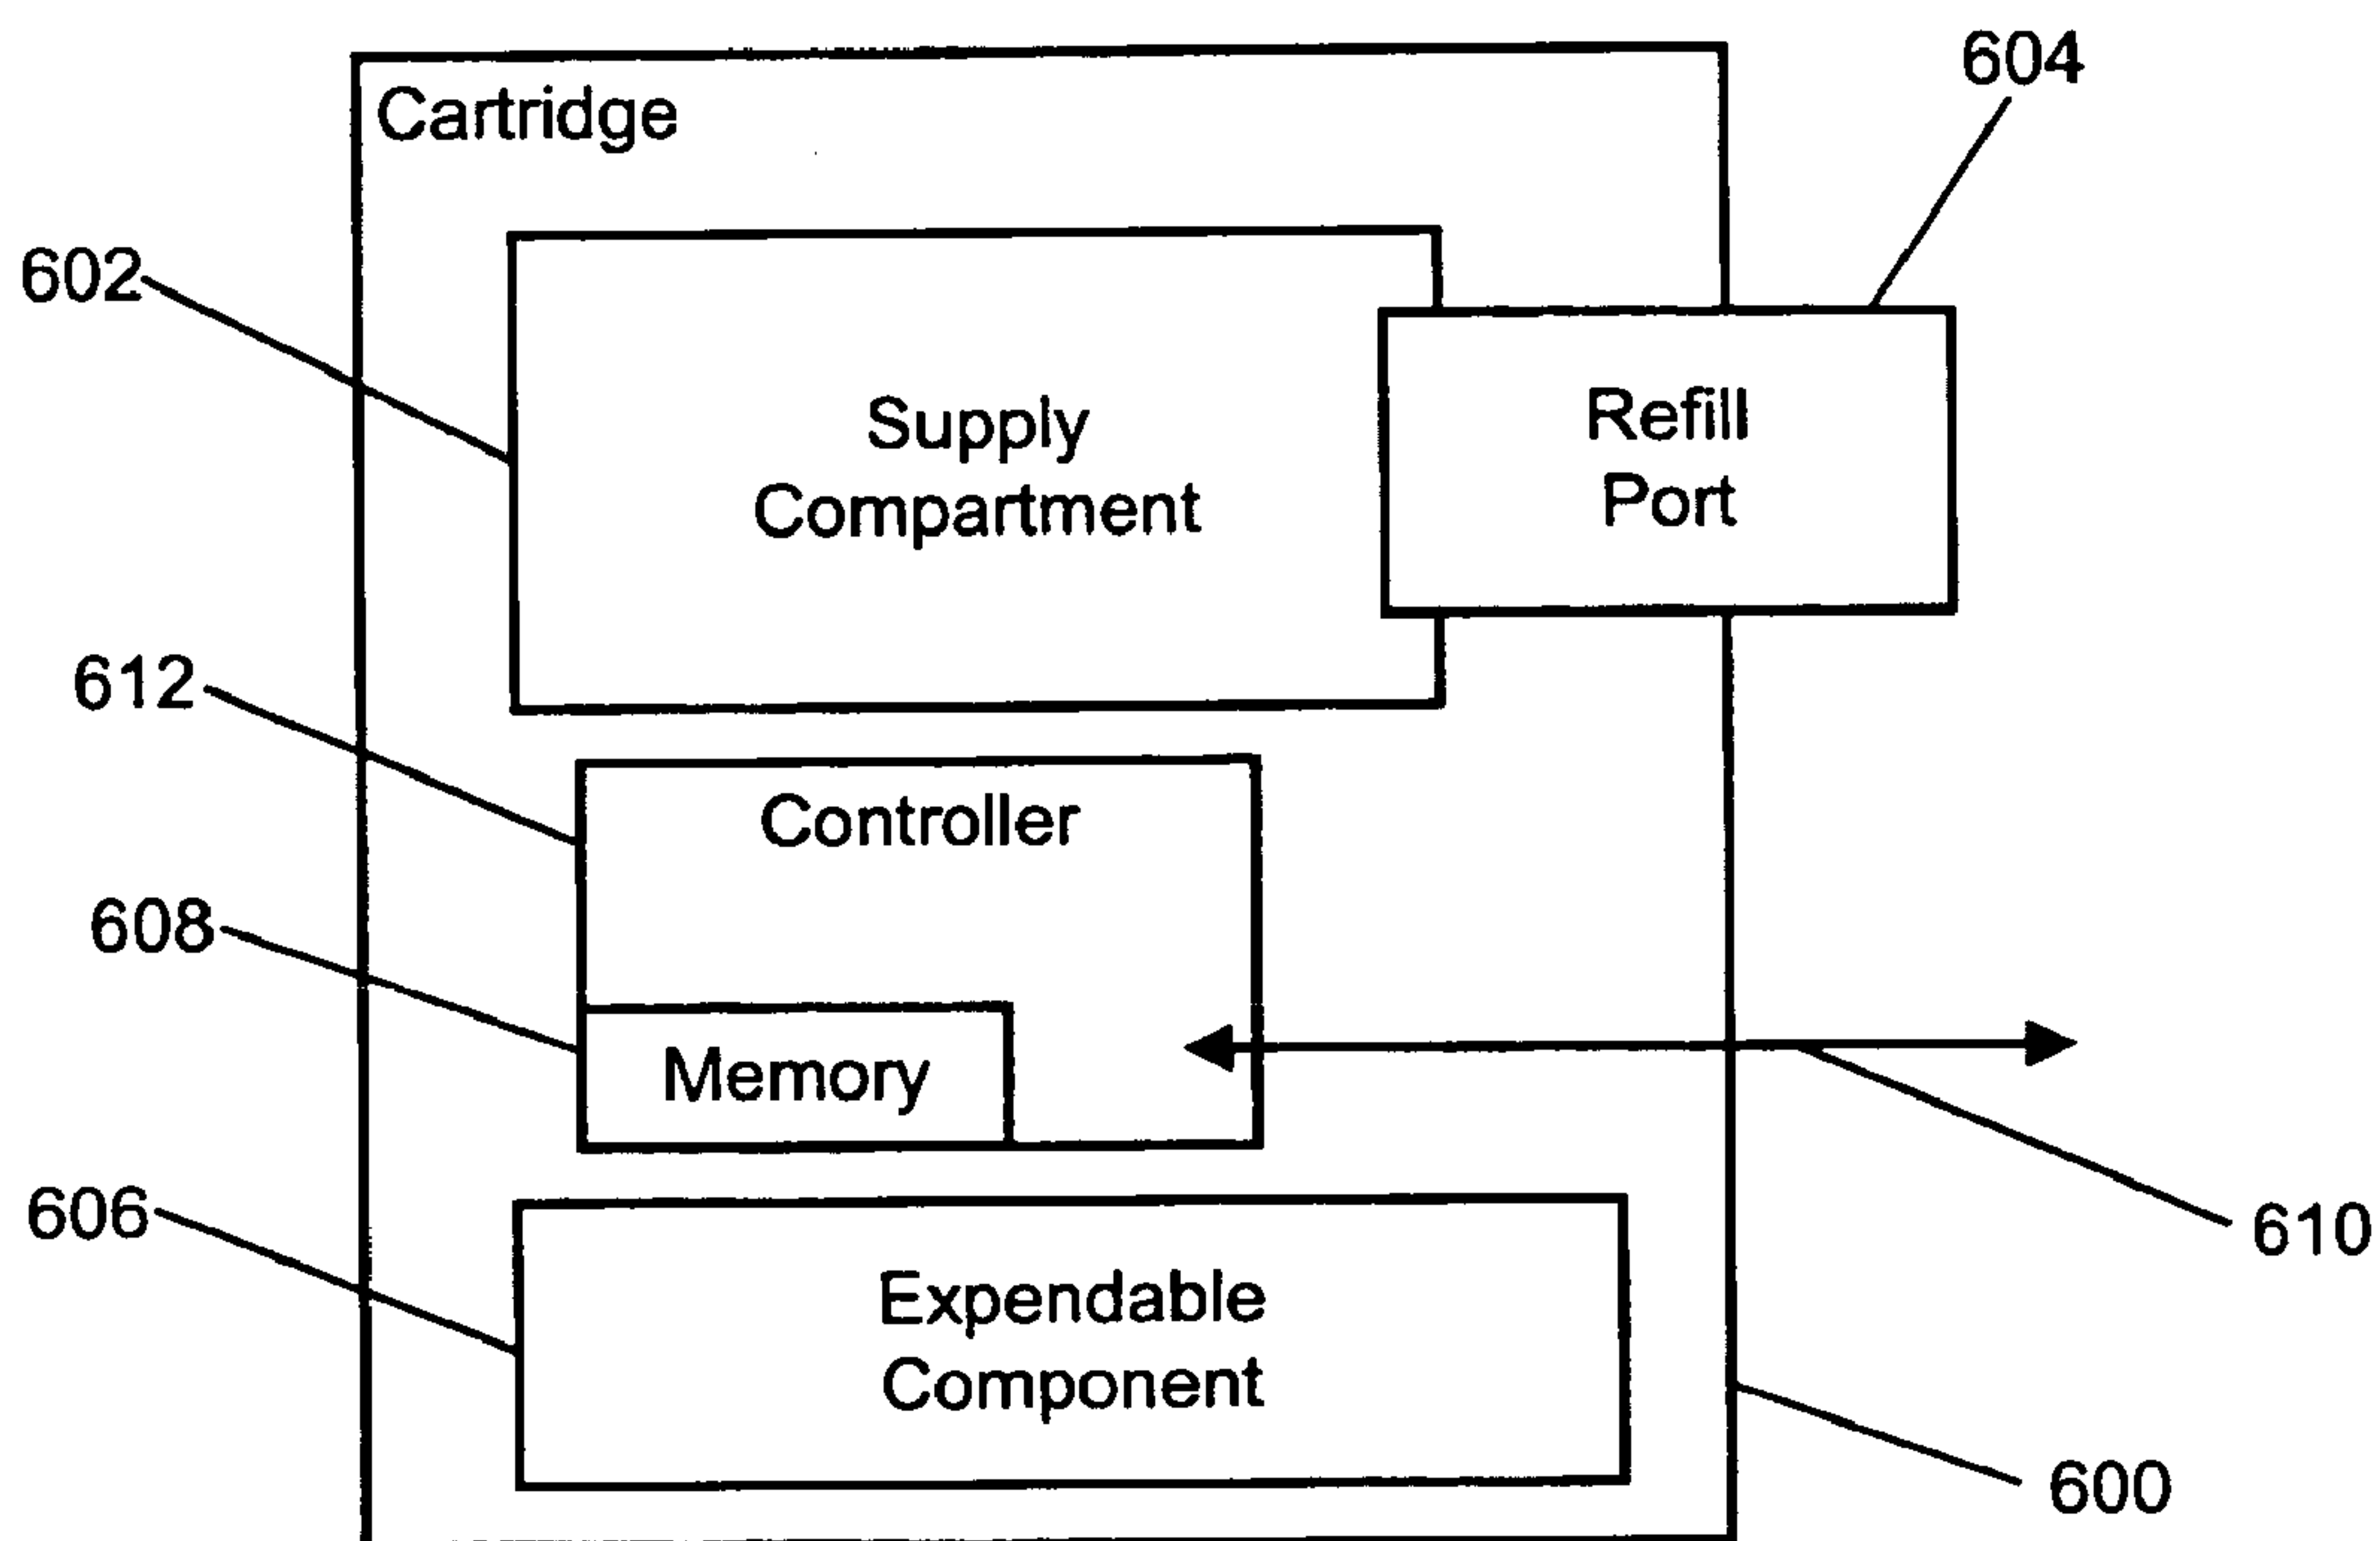 604
Cartridge
602
Supply
Compartment
Refill
Port
612
Controller
608
Memory
606
Expendable
Component
610
600